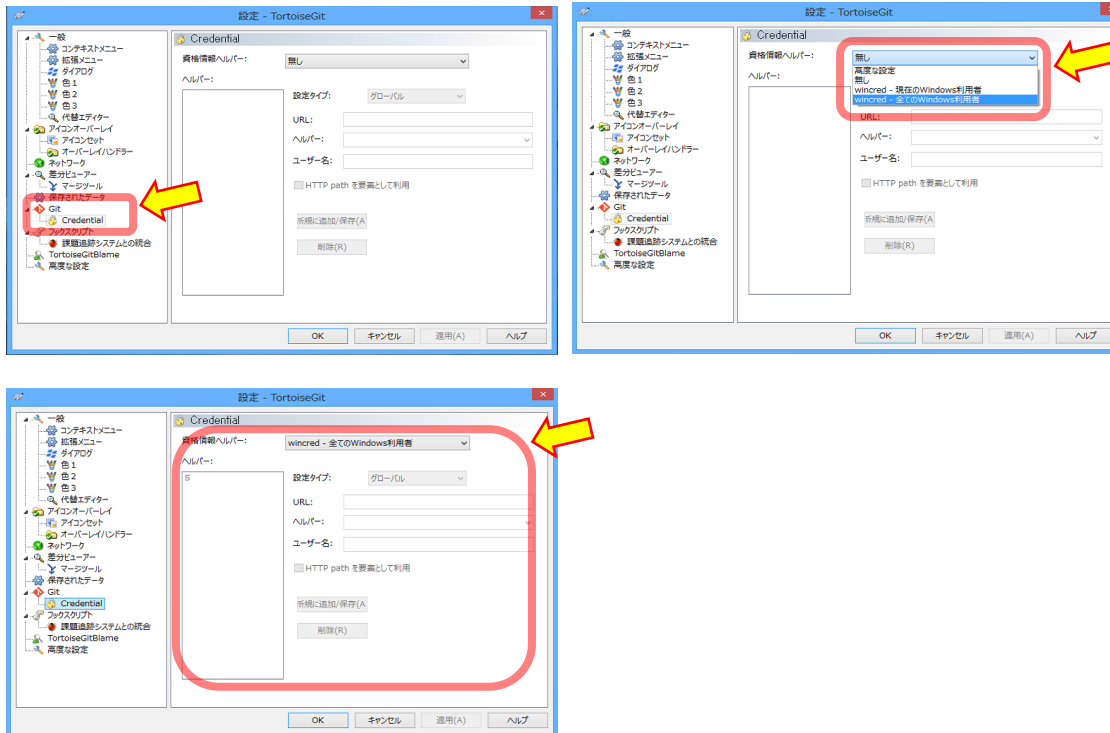 設定 - TortoiseGit
一般
コンテキストメニュー
拡張メニュー
ダイアログ
色 1
色 2
色 3
代替エディター
アイコンオーバーレイ
アイコンセット
オーバーレイハンドラー
ネットワーク
差分ビューアー
マージツール
保存されたデータ
Git
Credential
フックスクリプト
課題追跡システムとの統合
TortoiseGitBlame
高度な設定
Credential
資格情報ヘルパー: 無し
ヘルパー:
設定タイプ: グローバル
URL:
ヘルパー:
ユーザー名:
HTTP path を要素として利用
新規に追加/保存(A
削除(R)
OK キャンセル 適用(A) ヘルプ
設定 - TortoiseGit
一般
コンテキストメニュー
拡張メニュー
ダイアログ
色 1
色 2
色 3
代替エディター
アイコンオーバーレイ
アイコンセット
オーバーレイハンドラー
ネットワーク
差分ビューアー
マージツール
保存されたデータ
Git
Credential
フックスクリプト
課題追跡システムとの統合
TortoiseGitBlame
高度な設定
Credential
資格情報ヘルパー: 無し
高度な設定
無し
wincred - 現在のWindows利用者
wincred - 全てのWindows利用者
ヘルパー:
URL:
ヘルパー:
ユーザー名:
HTTP path を要素として利用
新規に追加/保存(A
削除(R)
OK キャンセル 適用(A) ヘルプ
設定 - TortoiseGit
一般
コンテキストメニュー
拡張メニュー
ダイアログ
色 1
色 2
色 3
代替エディター
アイコンオーバーレイ
アイコンセット
オーバーレイハンドラー
ネットワーク
差分ビューアー
マージツール
保存されたデータ
Git
Credential
フックスクリプト
課題追跡システムとの統合
TortoiseGitBlame
高度な設定
Credential
資格情報ヘルパー: wincred - 全てのWindows利用者
ヘルパー:
S
設定タイプ: グローバル
URL:
ヘルパー:
ユーザー名:
HTTP path を要素として利用
新規に追加/保存(A
削除(R)
OK キャンセル 適用(A) ヘルプ